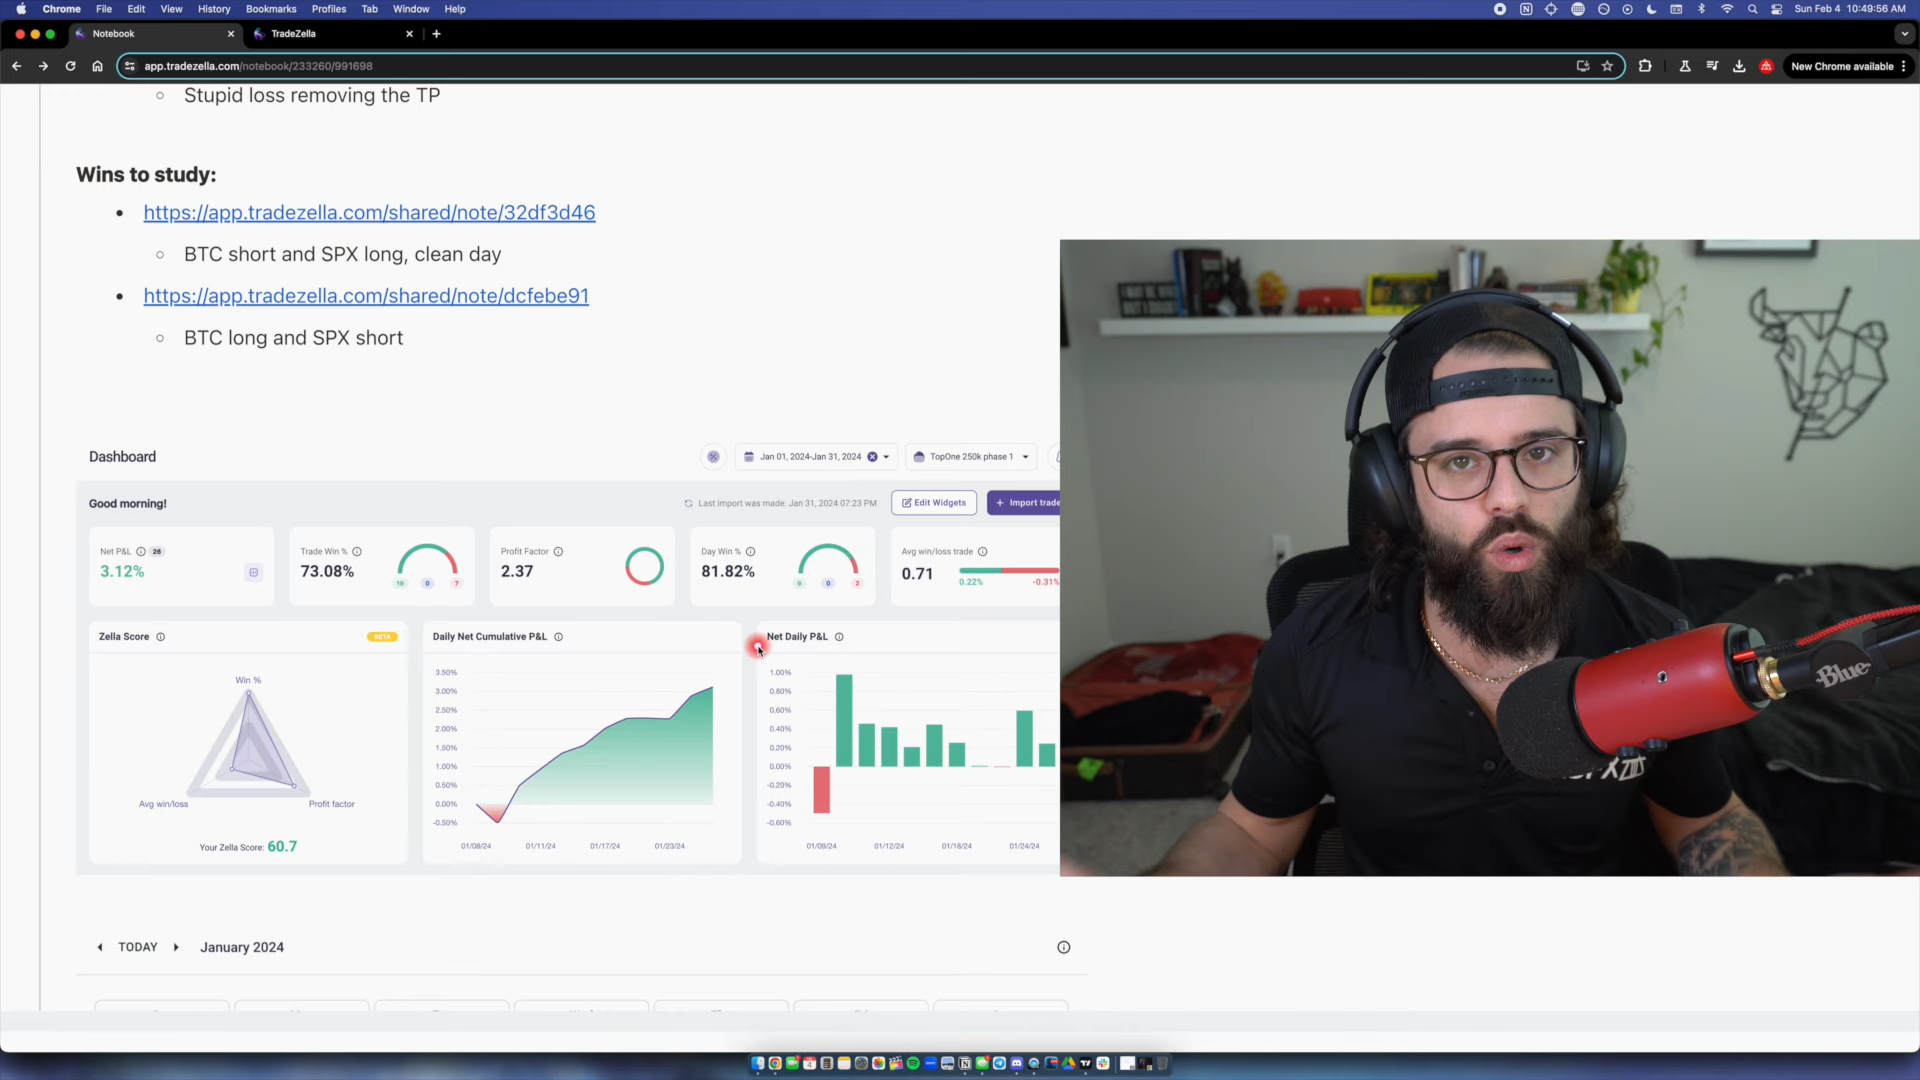 Chrome File Edit View History Bookmarks Profiles Tab Window Help
Sun Feb 4 10:49:56 AM
Notebook
TradeZella
app.tradezella.com/notebook/233260/991698
New Chrome available
Stupid loss removing the TP
Wins to study:
https://app.tradezella.com/shared/note/32df3d46
BTC short and SPX long, clean day
https://app.tradezella.com/shared/note/dcfebe91
BTC long and SPX short
Dashboard
Jan 01, 2024-Jan 31, 2024
TopOne 250k phase 1
Good morning!
Last import was made: Jan 31, 2024 07:23 PM
Edit Widgets
+ Import trade
Net P&L 26
3.12%
Trade Win %
73.08%
19 0 7
Profit Factor
2.37
Day Win %
81.82%
9 0 2
Avg win/loss trade
0.71
0.22% -0.31%
Zella Score
BETA
Win %
Avg win/loss
Profit factor
Your Zella Score: 60.7
Daily Net Cumulative P&L
3.50%
3.00%
2.50%
2.00%
1.50%
1.00%
0.50%
0.00%
-0.50%
01/08/24 01/11/24 01/17/24 01/23/24
Net Daily P&L
1.00%
0.80%
0.60%
0.40%
0.20%
0.00%
-0.20%
-0.40%
-0.60%
01/09/24 01/12/24 01/18/24 01/24/24
Blue
TODAY
January 2024